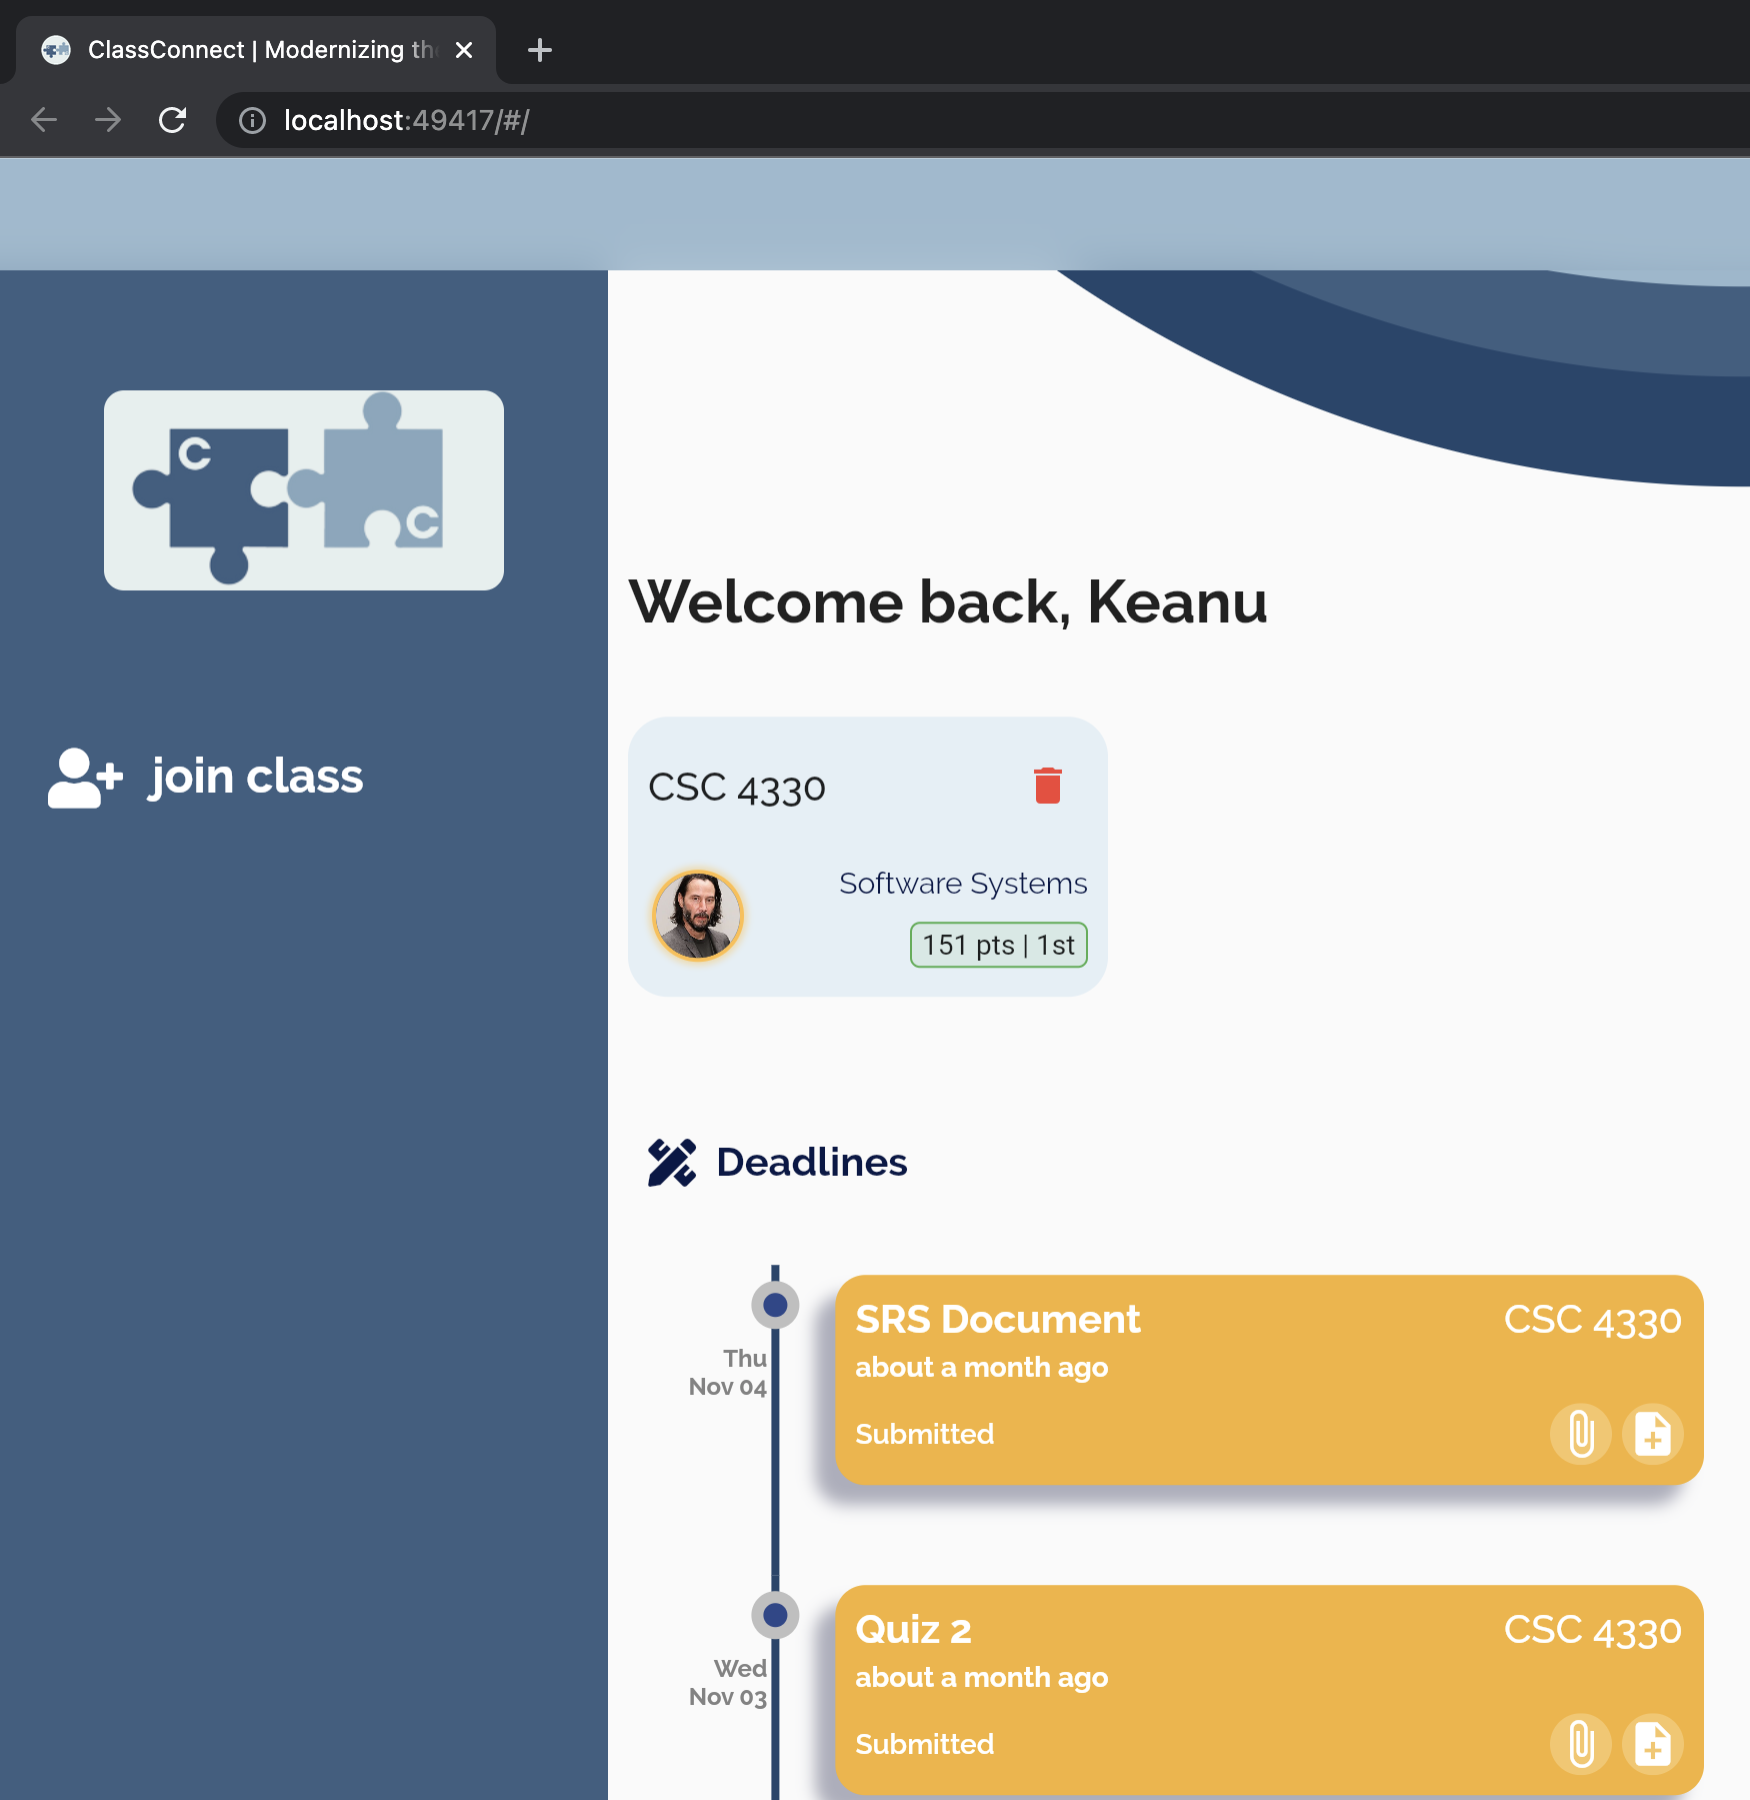 ClassConnect | Modernizing th
localhost:49417/#/
C
C
Welcome back, Keanu
join class
CSC 4330
Software Systems
151 pts | 1st
Deadlines
SRS Document
CSC 4330
about a month ago
Thu
Nov 04
Submitted
Quiz 2
CSC 4330
about a month ago
Wed
Nov 03
Submitted